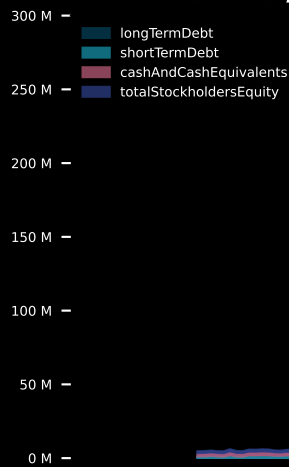 300 M
longTermDebt
shortTermDebt
cashAndCashEquivalents
250 M
totalStockholdersEquity
200 M
150 M
100 M
50 M
0 M